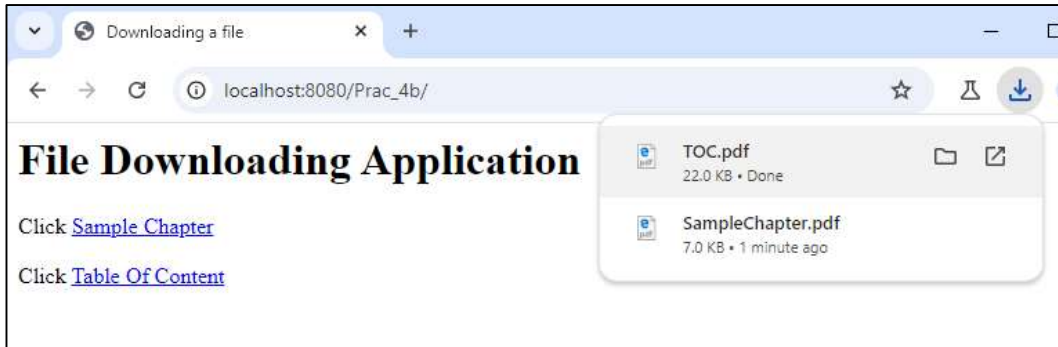 Downloading a file
localhost:8080/Prac_4b/
File Downloading Application
Click Sample Chapter
Click Table Of Content
TOC.pdf
22.0 KB • Done
SampleChapter.pdf
7.0 KB • 1 minute ago